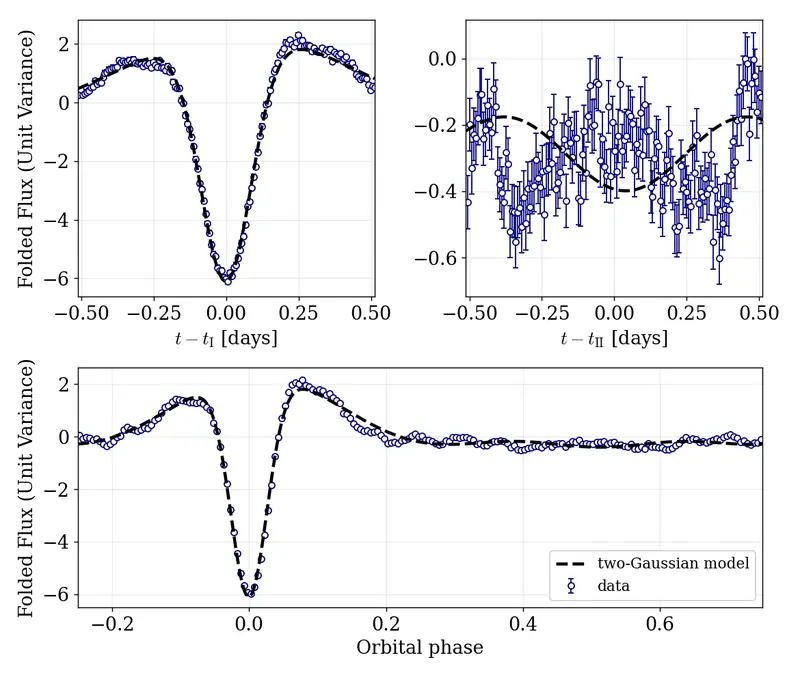 Folded Flux (Unit Variance)
2
0
−2
−4
−6
−0.50 −0.25 0.00 0.25 0.50
t − tI [days]
0.0
−0.2
−0.4
−0.6
−0.50 −0.25 0.00 0.25 0.50
t − tII [days]
Folded Flux (Unit Variance)
2
0
−2
−4
−6
two-Gaussian model
data
−0.2 0.0 0.2 0.4 0.6
Orbital phase